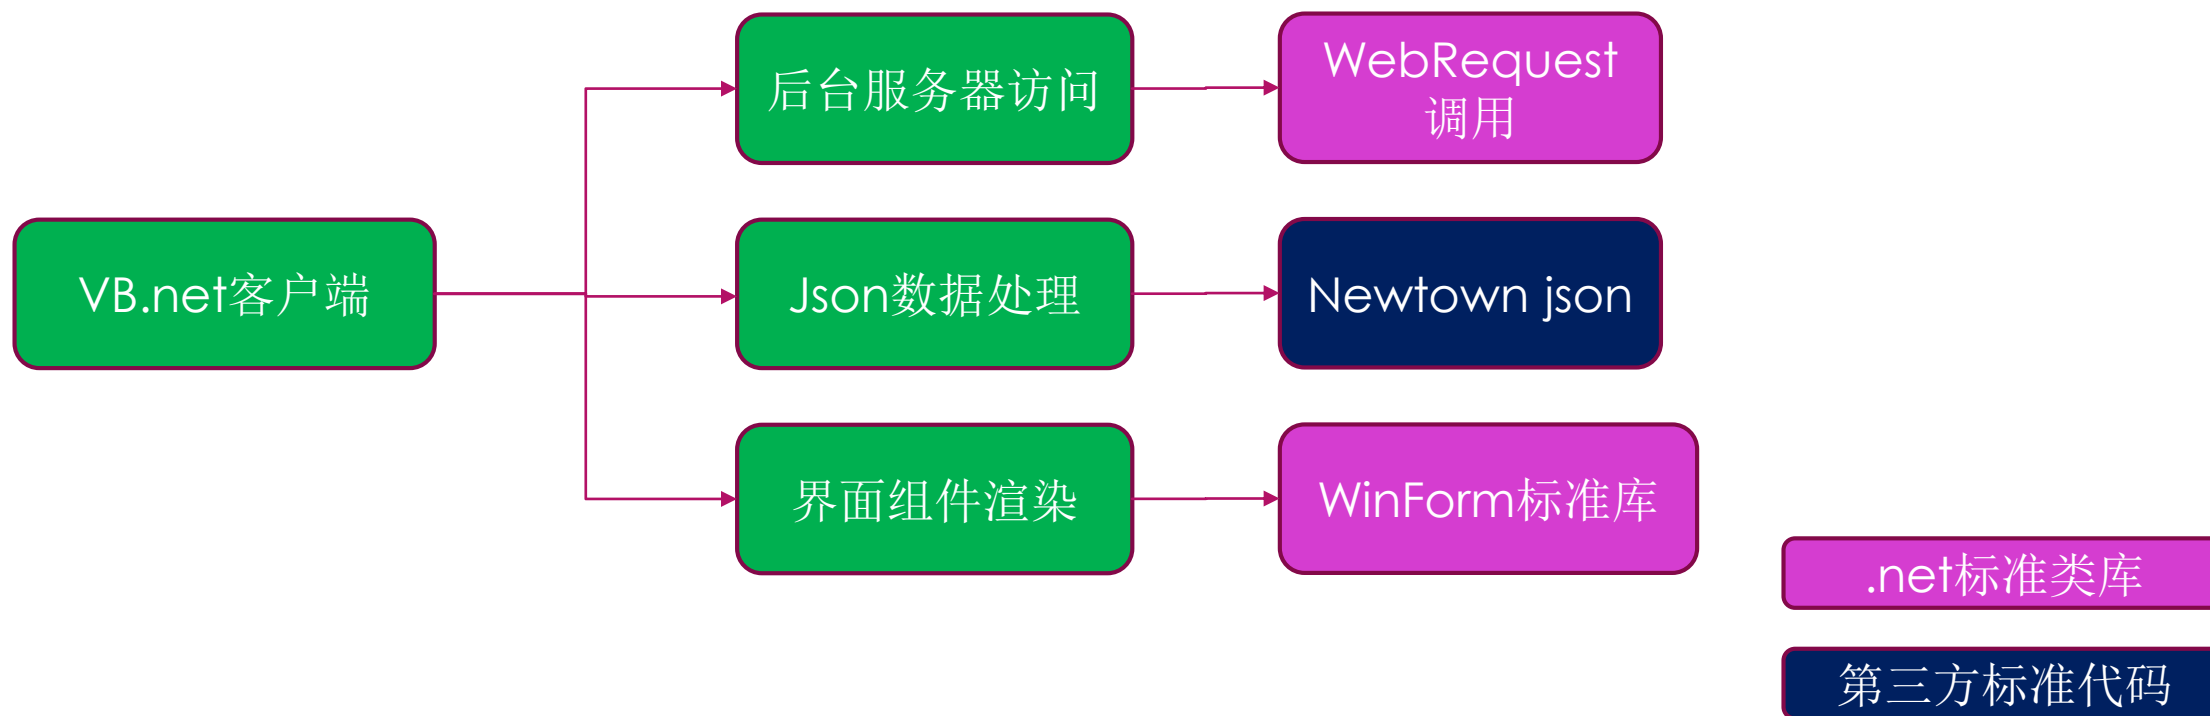 后台服务器访问
WebRequest
调用
VB.net客户端
Json数据处理
Newtown json
界面组件渲染
WinForm标准库
.net标准类库
第三方标准代码